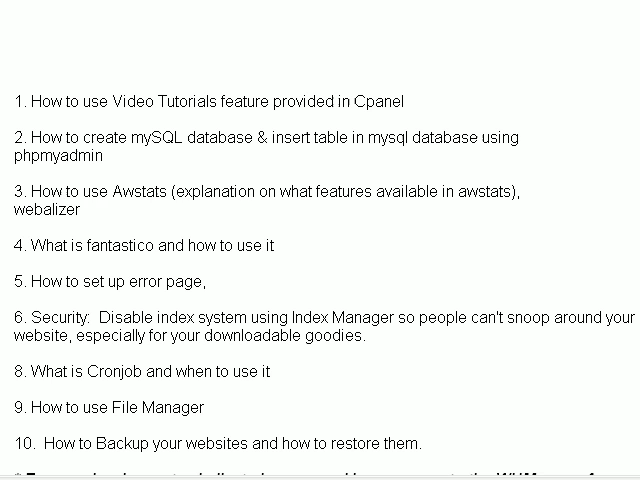 1. How to use Video Tutorials feature provided in Cpanel
2. How to create mySQL database & insert table in mysql database using
phpmyadmin
3. How to use Awstats (explanation on what features available in awstats),
webalizer
4. What is fantastico and how to use it
5. How to set up error page,
6. Security:  Disable index system using Index Manager so people can't snoop around your
website, especially for your downloadable goodies.
8. What is Cronjob and when to use it
9. How to use File Manager
10.  How to Backup your websites and how to restore them.